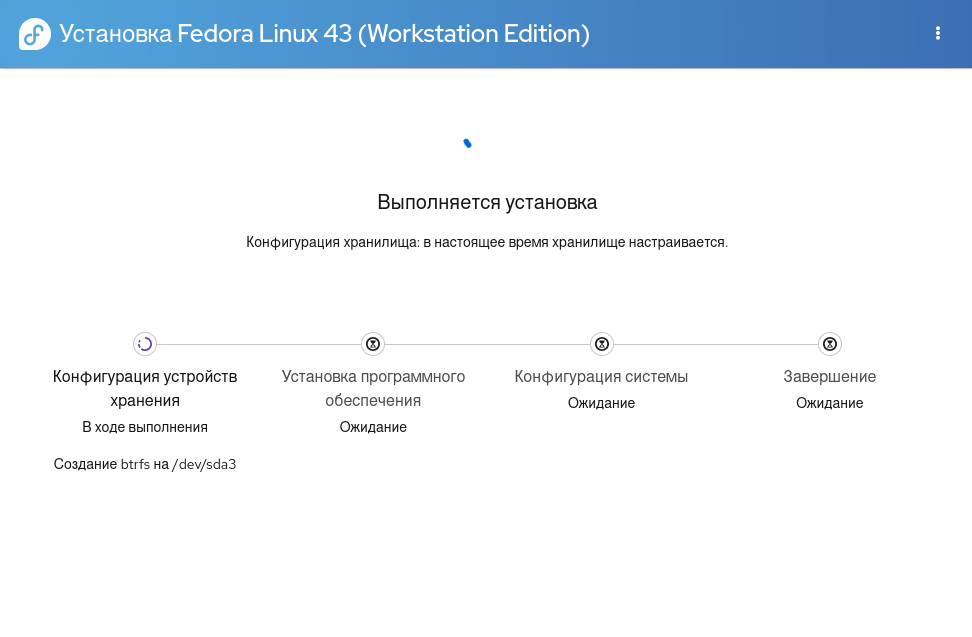 Установка Fedora Linux 43 (Workstation Edition)
Выполняется установка
Конфигурация хранилища: в настоящее время хранилище настраивается.
Конфигурация устройств
хранения
В ходе выполнения
Создание btrfs на /dev/sda3
Установка программного
обеспечения
Ожидание
Конфигурация системы
Ожидание
Завершение
Ожидание